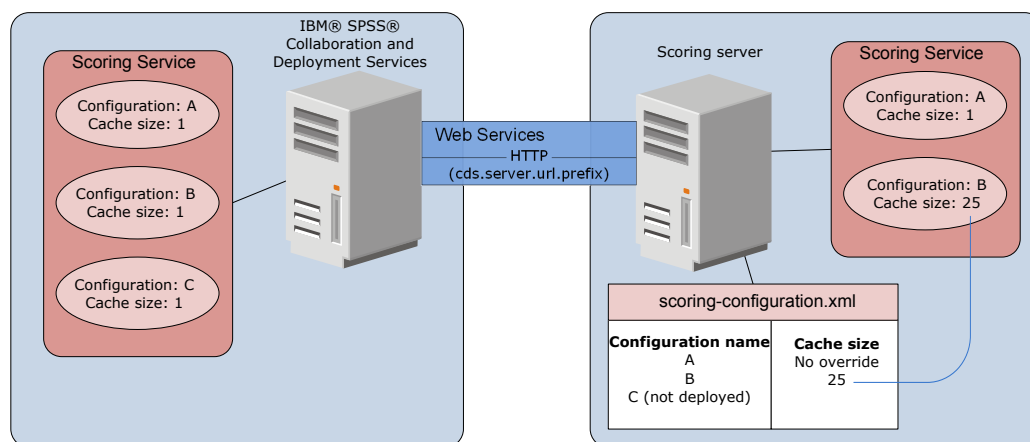 IBM® SPSS®
Collaboration and
Deployment Services
Scoring Service
Configuration: A
Cache size: 1
Configuration: B
Cache size: 1
Configuration: C
Cache size: 1
Web Services
HTTP
(cds.server.url.prefix)
Scoring server
Scoring Service
Configuration: A
Cache size: 1
Configuration: B
Cache size: 25
scoring-configuration.xml
Configuration name
A
B
C (not deployed)
Cache size
No override
25